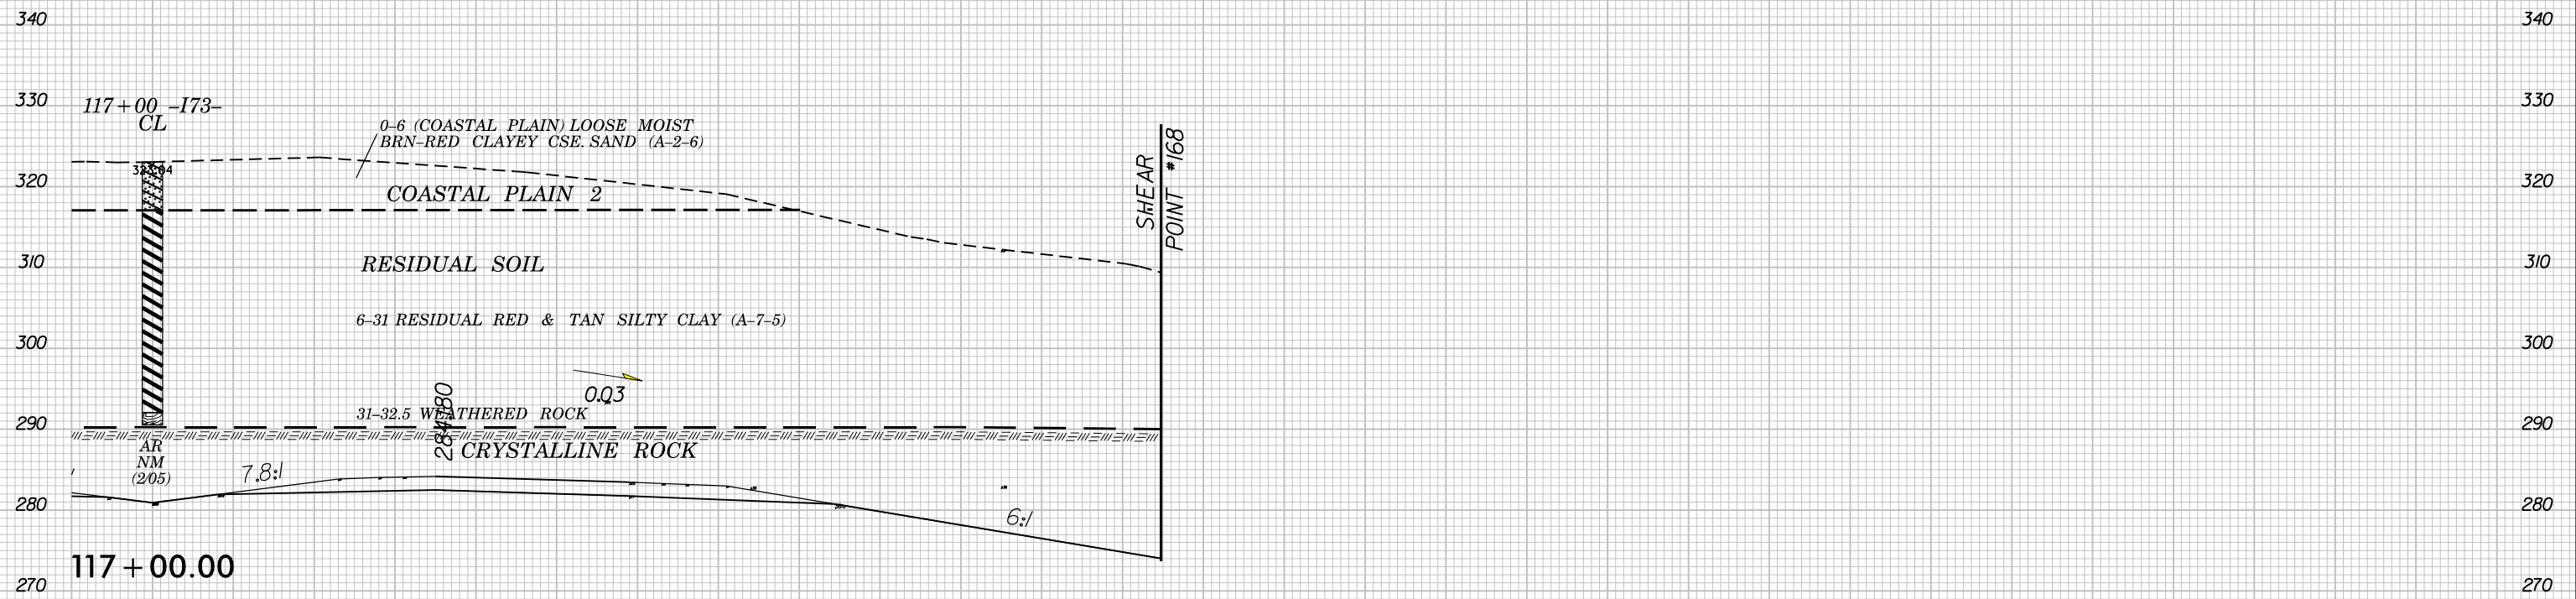 340 340
330 330
117+00 -I73-
CL
0-6 (COASTAL PLAIN) LOOSE MOIST
BRN-RED CLAYEY CSE. SAND (A-2-6)
SHEAR
POINT #168
320 320
COASTAL PLAIN 2
310 310
RESIDUAL SOIL
6-31 RESIDUAL RED & TAN SILTY CLAY (A-7-5)
300 300
0.03
284.80
31-32.5 WEATHERED ROCK
290 290
CRYSTALLINE ROCK
AR
NM
(2/05)
7.8:1
280 280
6:1
117+00.00
270 270